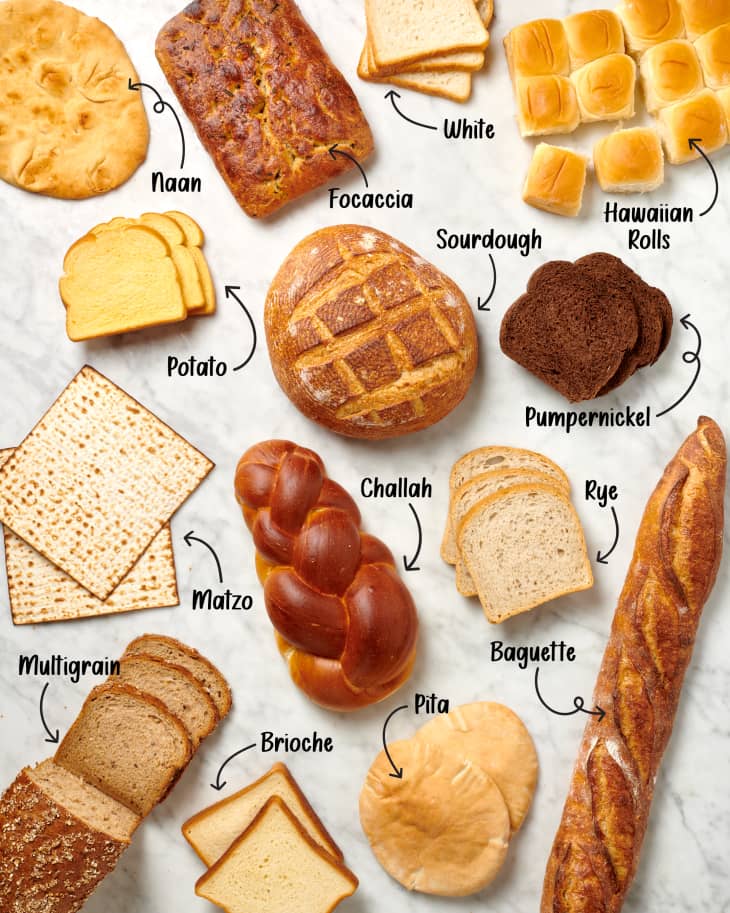 White
Naan
Focaccia
Hawaiian
Rolls
Sourdough
Potato
Pumpernickel
Challah
Rye
Matzo
Multigrain
Baguette
Pita
Brioche